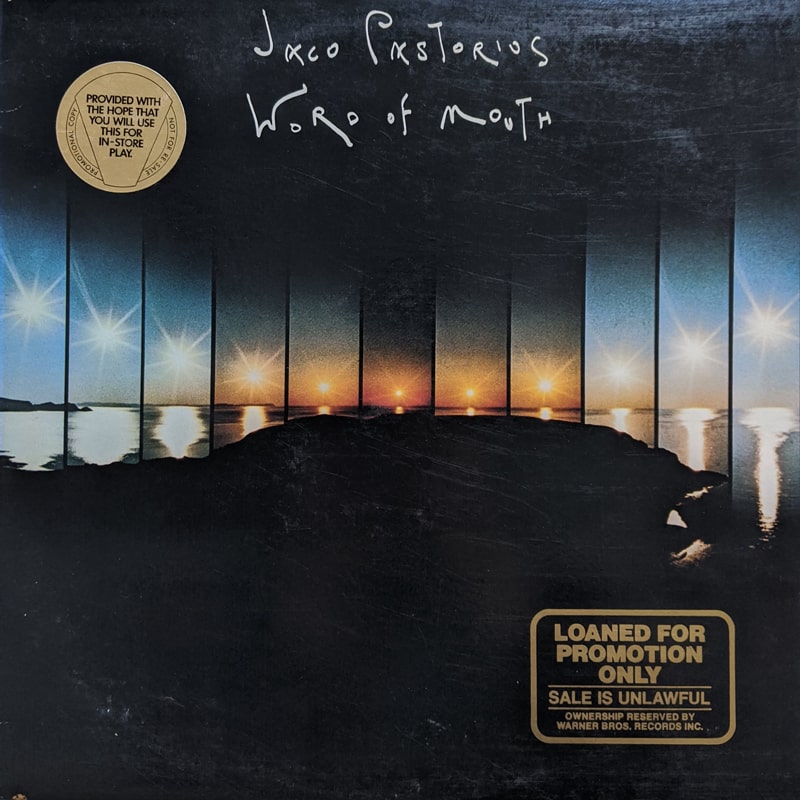 Jaco Pastorius
Word of Mouth
PROVIDED WITH
THE HOPE THAT
YOU WILL USE
THIS FOR
IN-STORE
PLAY.
PROMOTIONAL COPY
NOT FOR RE-SALE
LOANED FOR
PROMOTION
ONLY
SALE IS UNLAWFUL
OWNERSHIP RESERVED BY
WARNER BROS. RECORDS INC.